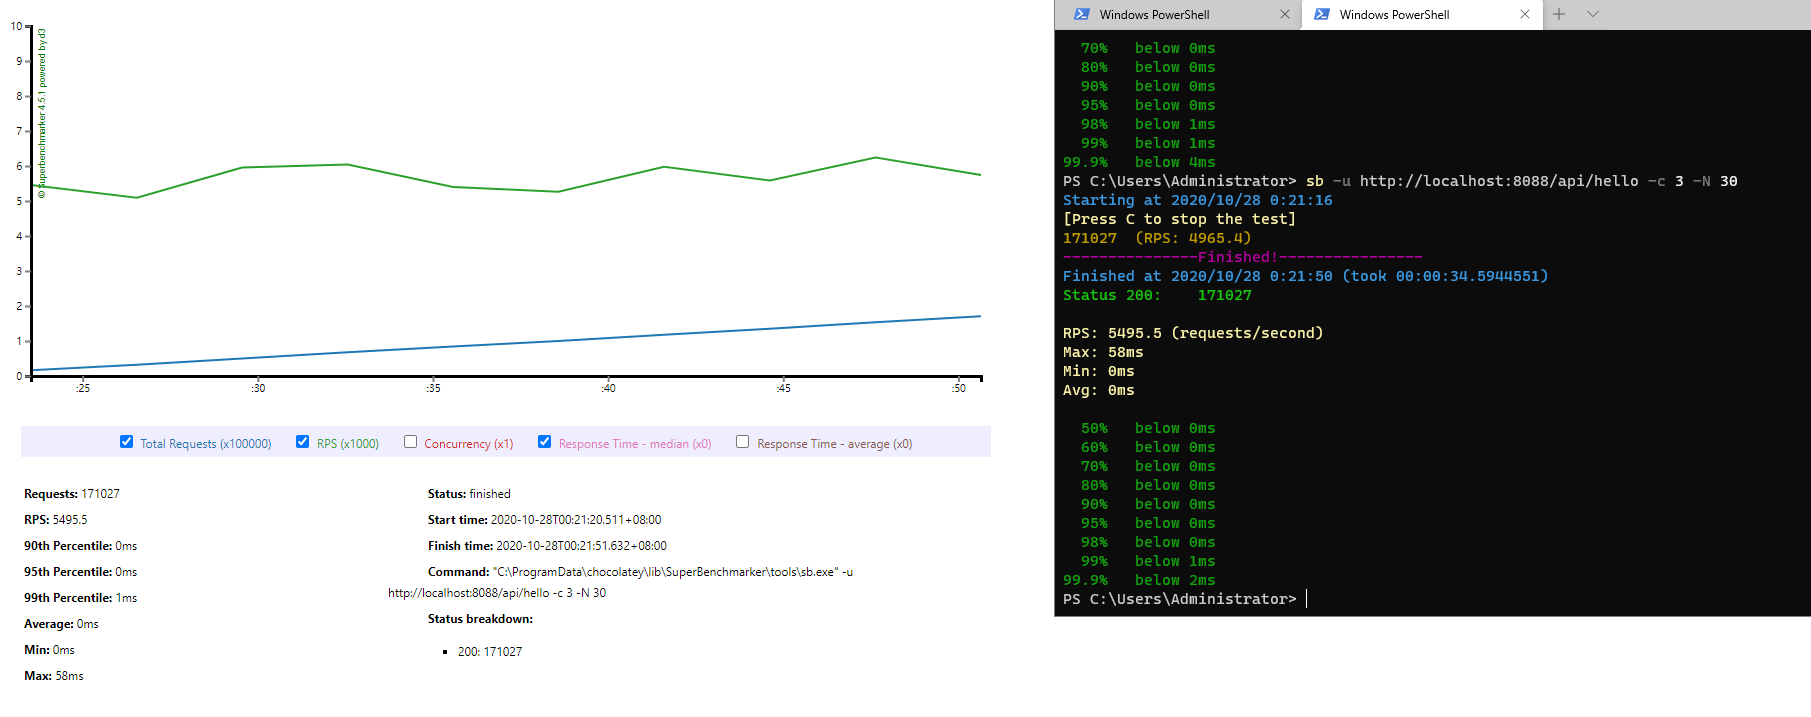 10
9
8
7
6
5
4
3
2
1
0
© Superbenchmarker 4.5.1 powered by d3
:25 :30 :35 :40 :45 :50
Total Requests (x100000) RPS (x1000) Concurrency (x1) Response Time - median (x0) Response Time - average (x0)
Requests: 171027
RPS: 5495.5
90th Percentile: 0ms
95th Percentile: 0ms
99th Percentile: 1ms
Average: 0ms
Min: 0ms
Max: 58ms
Status: finished
Start time: 2020-10-28T00:21:20.511+08:00
Finish time: 2020-10-28T00:21:51.632+08:00
Command: "C:\ProgramData\chocolatey\lib\SuperBenchmarker\tools\sb.exe" -u
http://localhost:8088/api/hello -c 3 -N 30
Status breakdown:
200: 171027
Windows PowerShell Windows PowerShell
70% below 0ms
80% below 0ms
90% below 0ms
95% below 0ms
98% below 1ms
99% below 1ms
99.9% below 4ms
PS C:\Users\Administrator> sb -u http://localhost:8088/api/hello -c 3 -N 30
Starting at 2020/10/28 0:21:16
[Press C to stop the test]
171027 (RPS: 4965.4)
---------------Finished!----------------
Finished at 2020/10/28 0:21:50 (took 00:00:34.5944551)
Status 200: 171027
RPS: 5495.5 (requests/second)
Max: 58ms
Min: 0ms
Avg: 0ms
50% below 0ms
60% below 0ms
70% below 0ms
80% below 0ms
90% below 0ms
95% below 0ms
98% below 0ms
99% below 1ms
99.9% below 2ms
PS C:\Users\Administrator>